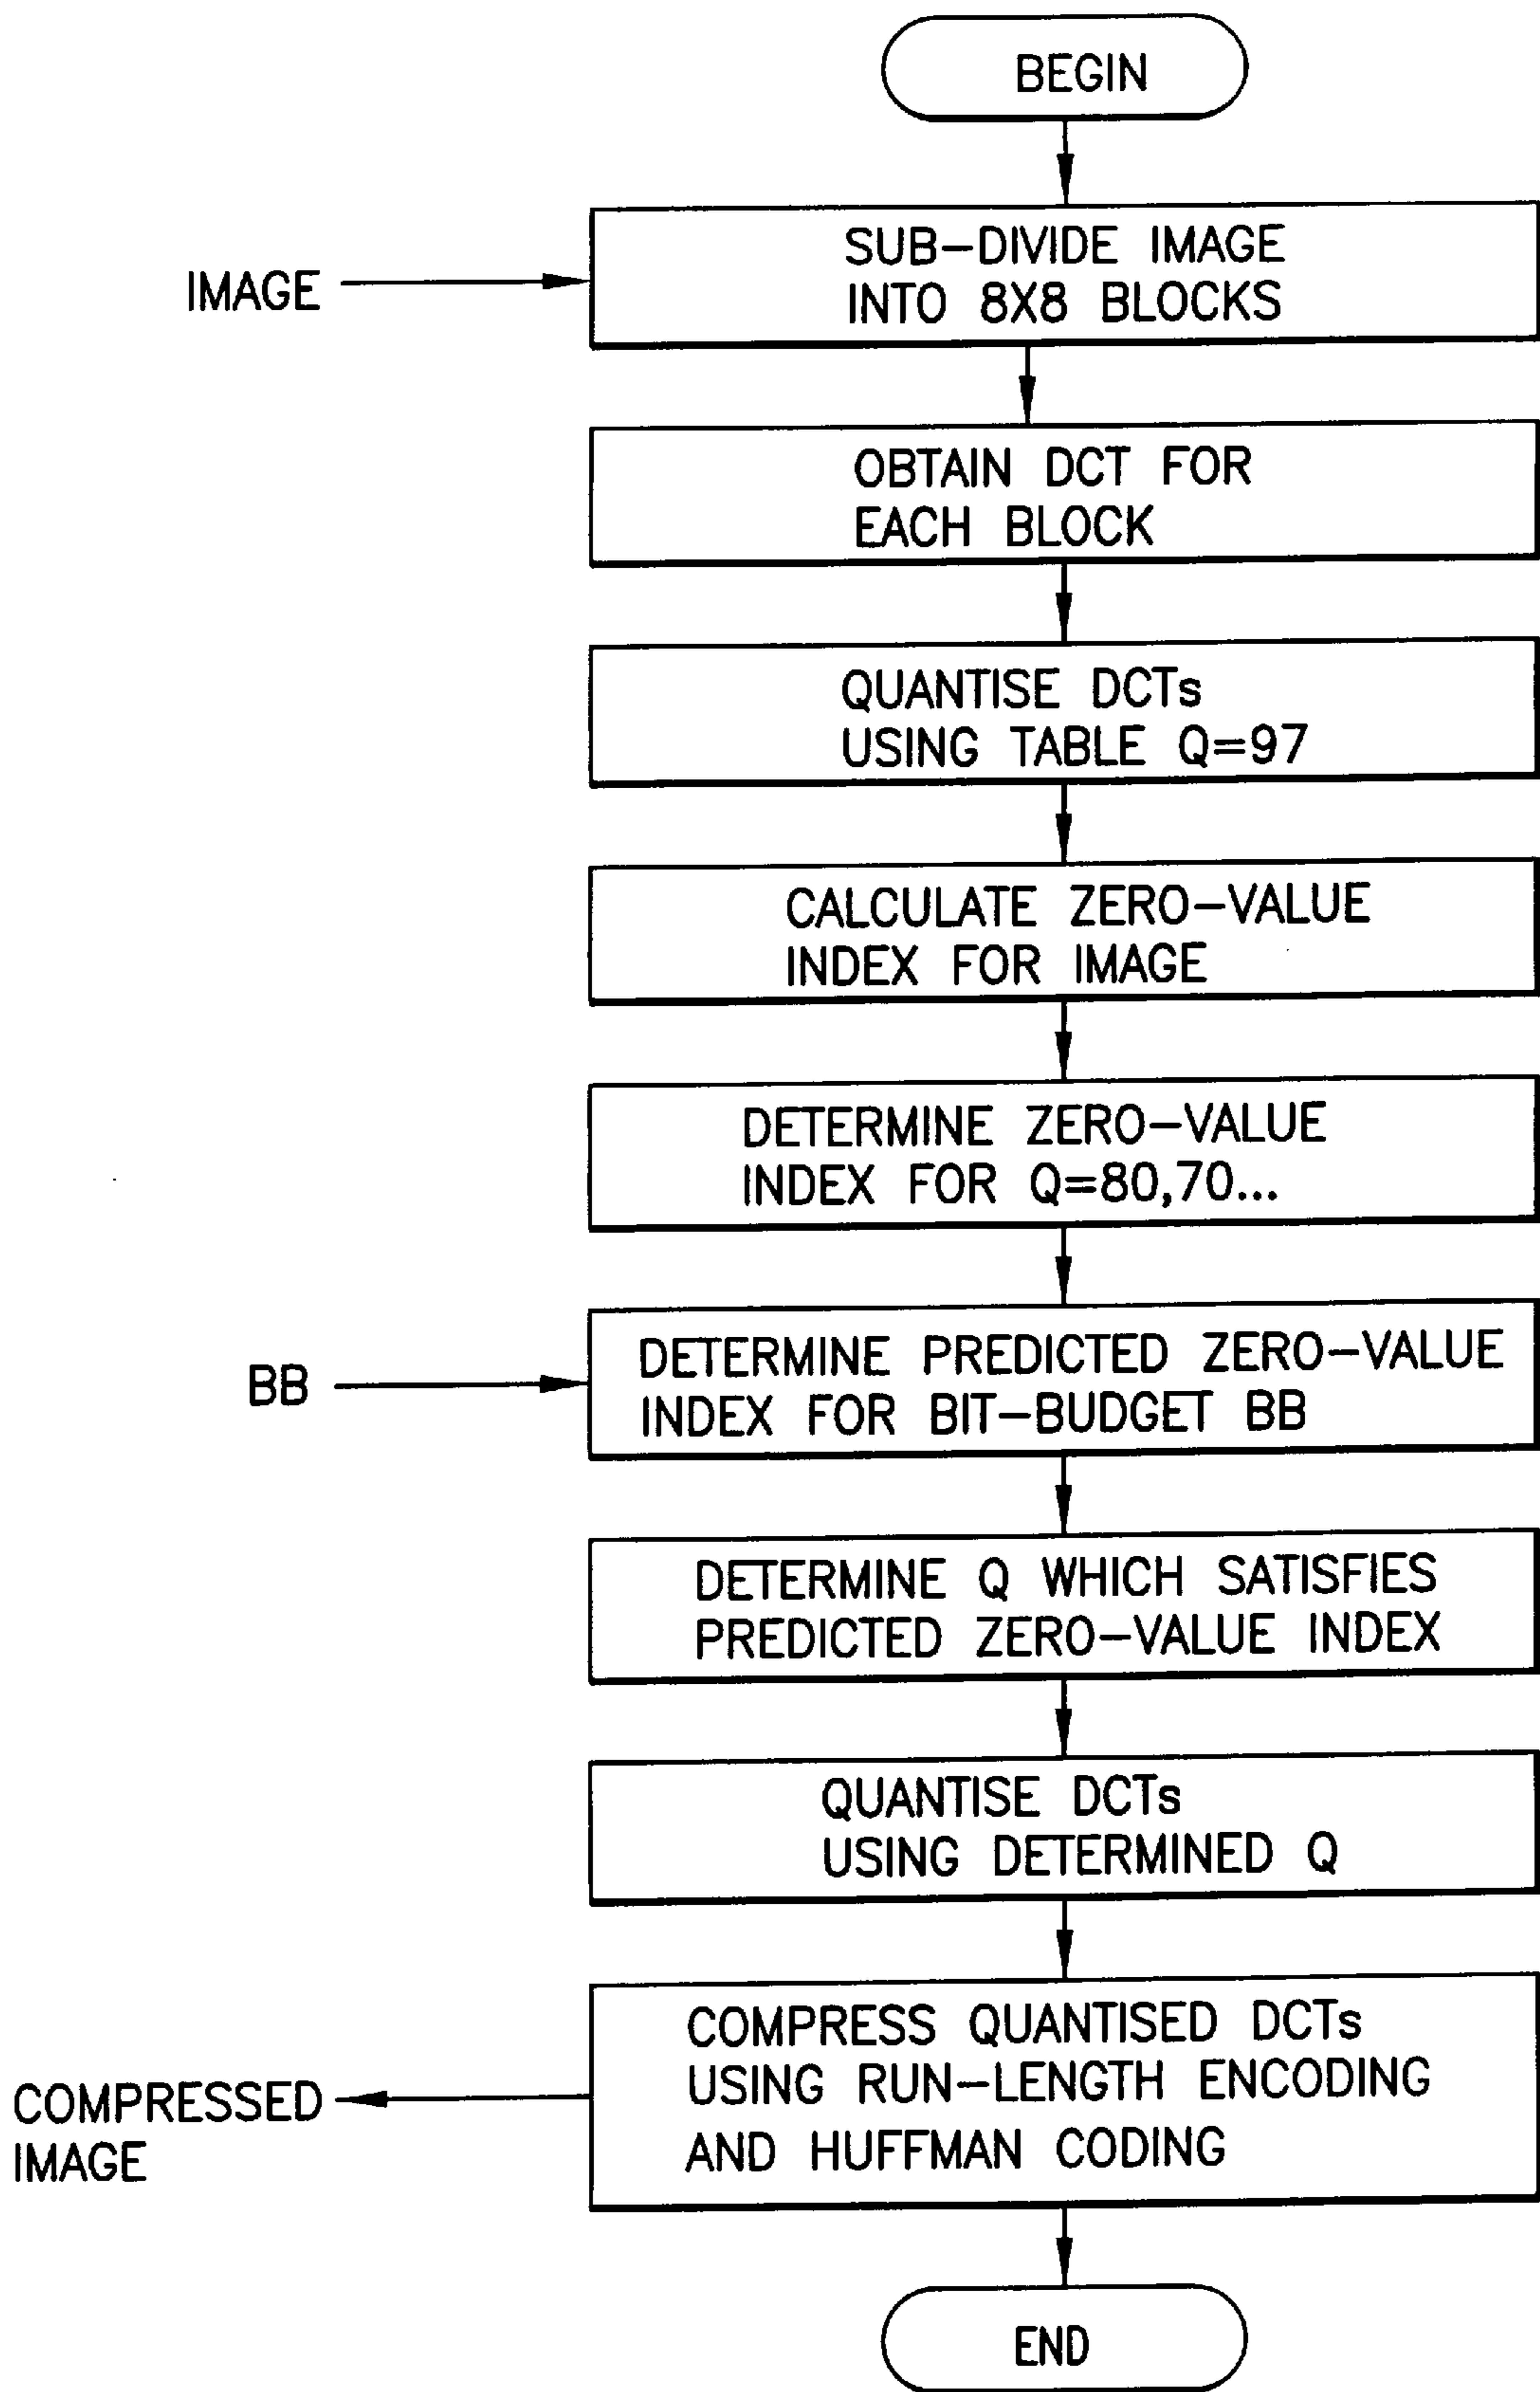 BEGIN
IMAGE
SUB-DIVIDE IMAGE
INTO 8X8 BLOCKS
OBTAIN DCT FOR
EACH BLOCK
QUANTISE DCTs
USING TABLE Q=97
CALCULATE ZERO-VALUE
INDEX FOR IMAGE
DETERMINE ZERO-VALUE
INDEX FOR Q=80,70...
BB
DETERMINE PREDICTED ZERO-VALUE
INDEX FOR BIT-BUDGET BB
DETERMINE Q WHICH SATISFIES
PREDICTED ZERO-VALUE INDEX
QUANTISE DCTs
USING DETERMINED Q
COMPRESS QUANTISED DCTs
USING RUN-LENGTH ENCODING
AND HUFFMAN CODING
COMPRESSED
IMAGE
END